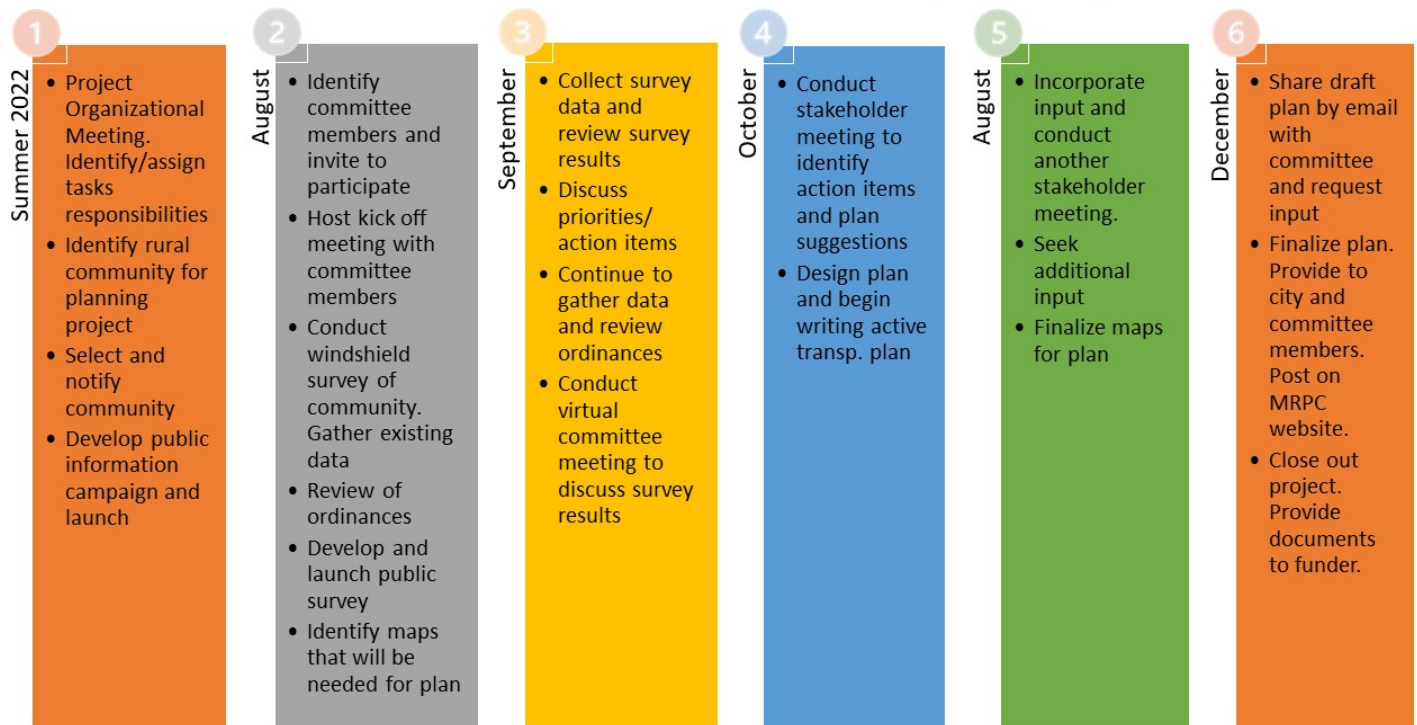 1
Summer 2022
• Project
Organizational
Meeting.
Identify/assign
tasks
responsibilities
• Identify rural
community for
planning
project
• Select and
notify
community
• Develop public
information
campaign and
launch
2
August
• Identify
committee
members and
invite to
participate
• Host kick off
meeting with
committee
members
• Conduct
windshield
survey of
community.
Gather existing
data
• Review of
ordinances
• Develop and
launch public
survey
• Identify maps
that will be
needed for plan
3
September
• Collect survey
data and
review survey
results
• Discuss
priorities/
action items
• Continue to
gather data
and review
ordinances
• Conduct
virtual
committee
meeting to
discuss survey
results
4
October
• Conduct
stakeholder
meeting to
identify
action items
and plan
suggestions
• Design plan
and begin
writing active
transp. plan
5
August
• Incorporate
input and
conduct
another
stakeholder
meeting.
• Seek
additional
input
• Finalize maps
for plan
6
December
• Share draft
plan by email
with
committee
and request
input
• Finalize plan.
Provide to
city and
committee
members.
Post on
MRPC
website.
• Close out
project.
Provide
documents
to funder.